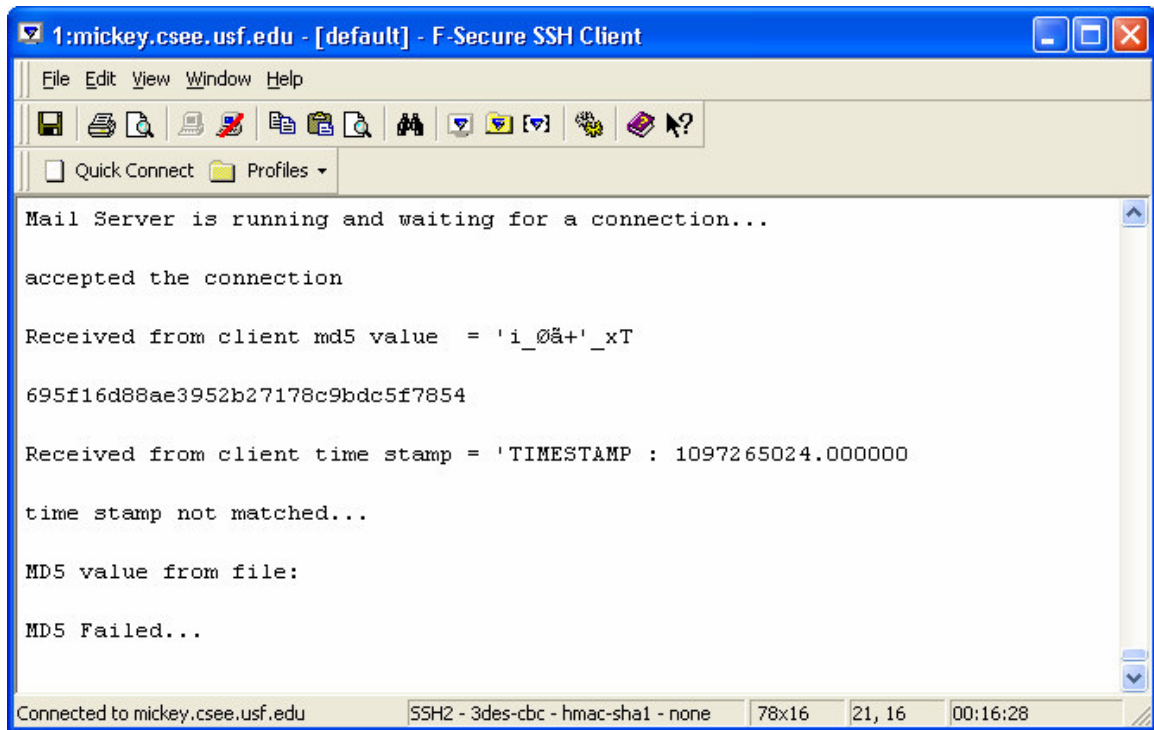 1:mickey.csee.usf.edu - [default] - F-Secure SSH Client
File Edit View Window Help
Quick Connect Profiles
Mail Server is running and waiting for a connection...
accepted the connection
Received from client md5 value  = 'i_Øã+'_xT
695f16d88ae3952b27178c9bdc5f7854
Received from client time stamp = 'TIMESTAMP : 1097265024.000000
time stamp not matched...
MD5 value from file:
MD5 Failed...
Connected to mickey.csee.usf.edu SSH2 - 3des-cbc - hmac-sha1 - none 78x16 21, 16 00:16:28